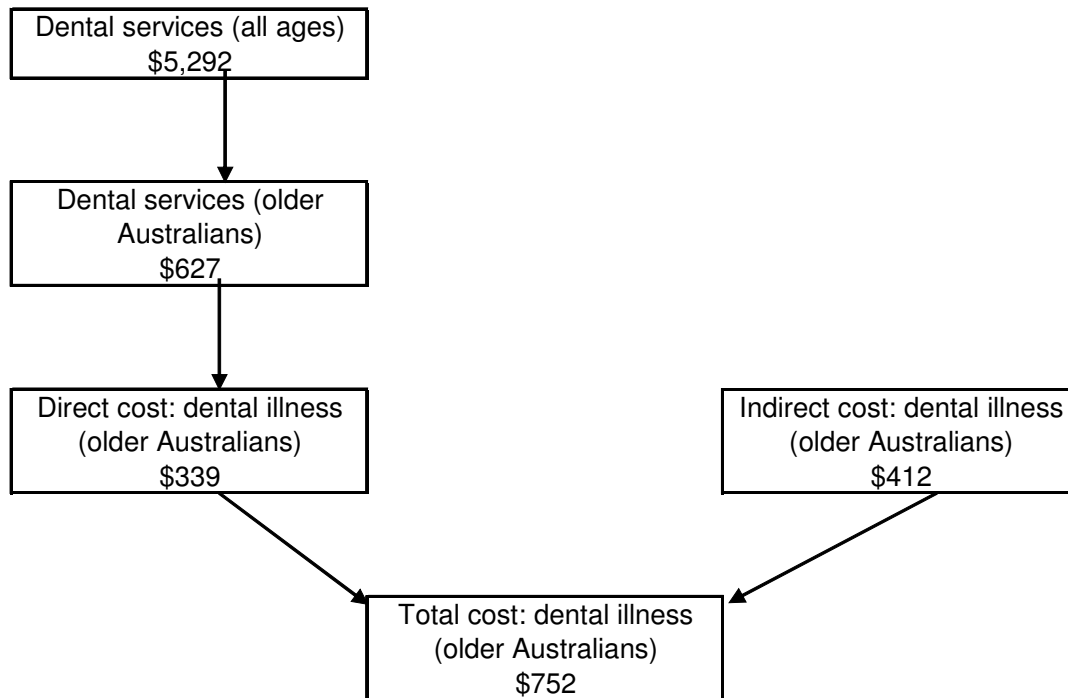 Dental services (all ages)
$5,292
Dental services (older
Australians)
$627
Direct cost: dental illness
(older Australians)
$339
Indirect cost: dental illness
(older Australians)
$412
Total cost: dental illness
(older Australians)
$752